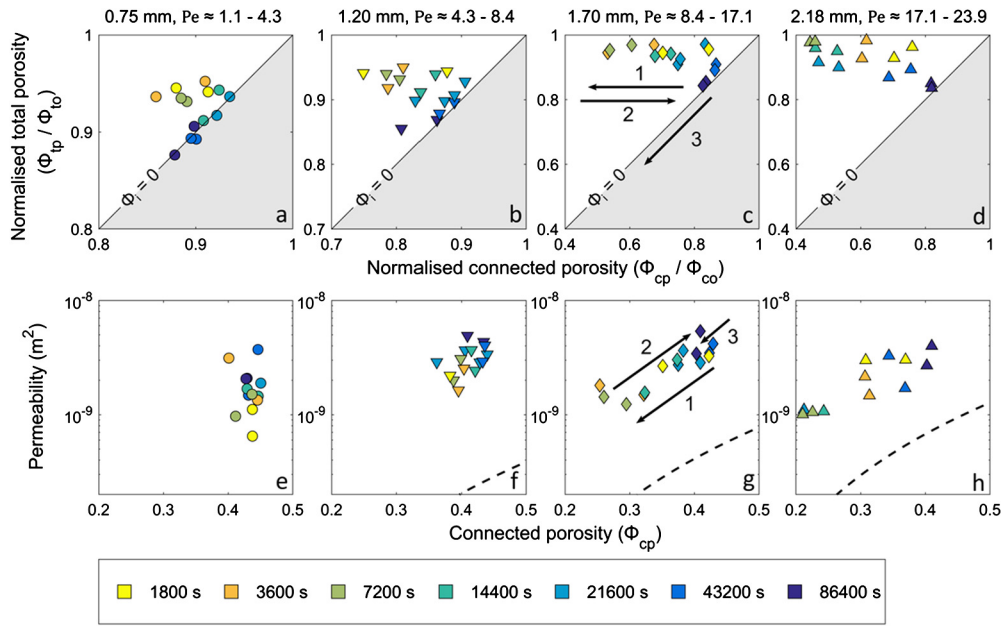 0.75 mm, Pe ≈ 1.1 - 4.3
1.20 mm, Pe ≈ 4.3 - 8.4
1.70 mm, Pe ≈ 8.4 - 17.1
2.18 mm, Pe ≈ 17.1 - 23.9
Normalised total porosity
(Φtp / Φto)
1
0.9
0.8
Φi = 0
a
0.8 0.9 1
1
0.9
0.8
0.7
Φi = 0
b
0.7 0.8 0.9 1
1
0.8
0.6
0.4
1
2
3
Φi = 0
c
0.4 0.6 0.8 1
1
0.8
0.6
0.4
Φi = 0
d
0.4 0.6 0.8 1
Normalised connected porosity (Φcp / Φco)
Permeability (m2)
10-8
10-9
e
0.2 0.3 0.4 0.5
10-8
10-9
f
0.2 0.3 0.4 0.5
10-8
10-9
2
3
1
g
0.2 0.3 0.4 0.5
10-8
10-9
h
0.2 0.3 0.4 0.5
Connected porosity (Φcp)
1800 s 3600 s 7200 s 14400 s 21600 s 43200 s 86400 s